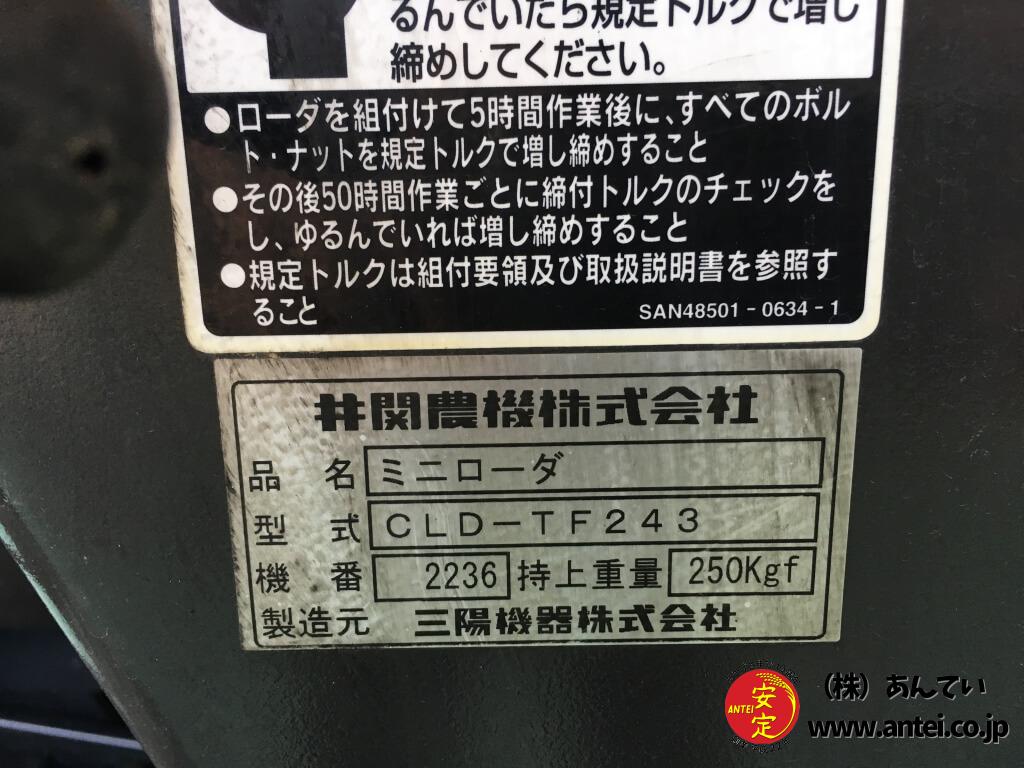 るんでいたら規定トルクで増し
締めしてください。
●ローダを組付けて5時間作業後に、すべてのボル
ト・ナットを規定トルクで増し締めすること
●その後50時間作業ごとに締付トルクのチェックを
し、ゆるんでいれば増し締めすること
●規定トルクは組付要領及び取扱説明書を参照す
ること
SAN48501-0634-1
井関農機株式会社
品 名 ミニローダ
型 式 CLD-TF243
機 番 2236 持上重量 250Kgf
製造元 三陽機器株式会社
ANTEI 安定
(株) あんてい
www.antei.co.jp